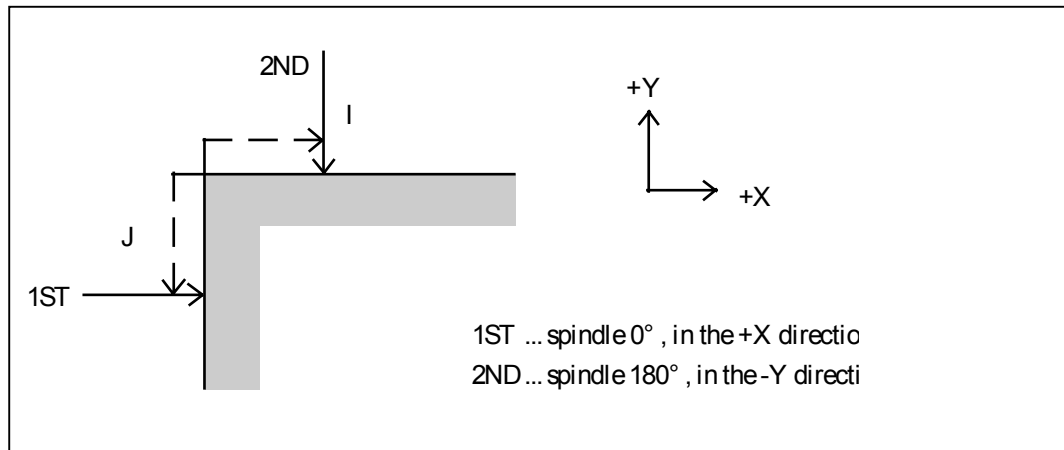 2ND
I
+Y
+X
J
1ST
1ST ... spindle 0° , in the +X directio
2ND ... spindle 180° , in the -Y directi